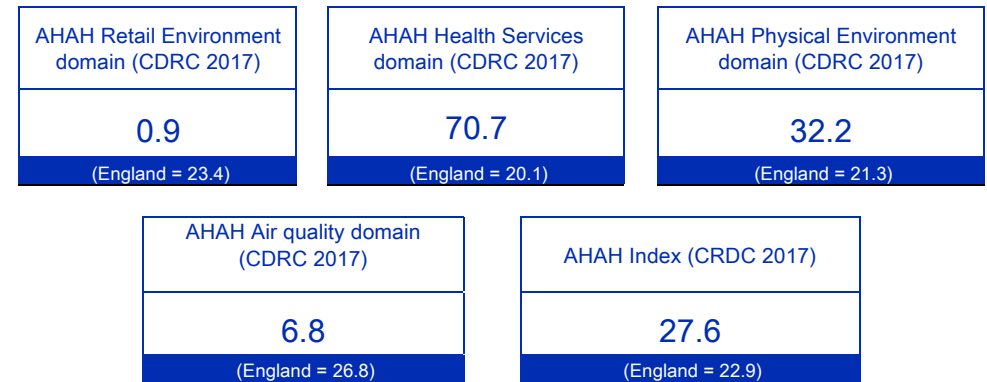 AHAH Retail Environment
domain (CDRC 2017)
0.9
(England = 23.4)
AHAH Health Services
domain (CDRC 2017)
70.7
(England = 20.1)
AHAH Physical Environment
domain (CDRC 2017)
32.2
(England = 21.3)
AHAH Air quality domain
(CDRC 2017)
6.8
(England = 26.8)
AHAH Index (CRDC 2017)
27.6
(England = 22.9)